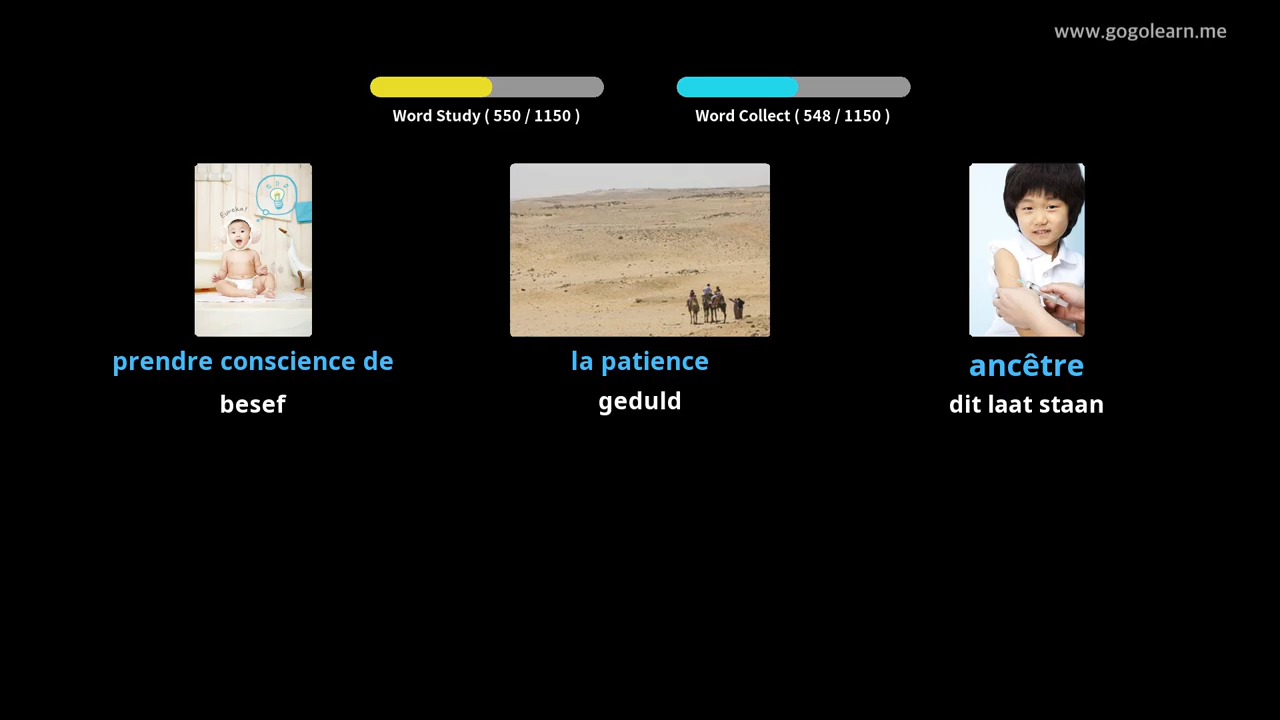 www.gogolearn.me
Word Study ( 550 / 1150 )
Word Collect ( 548 / 1150 )
Eureka!
prendre conscience de
la patience
ancêtre
besef
geduld
dit laat staan